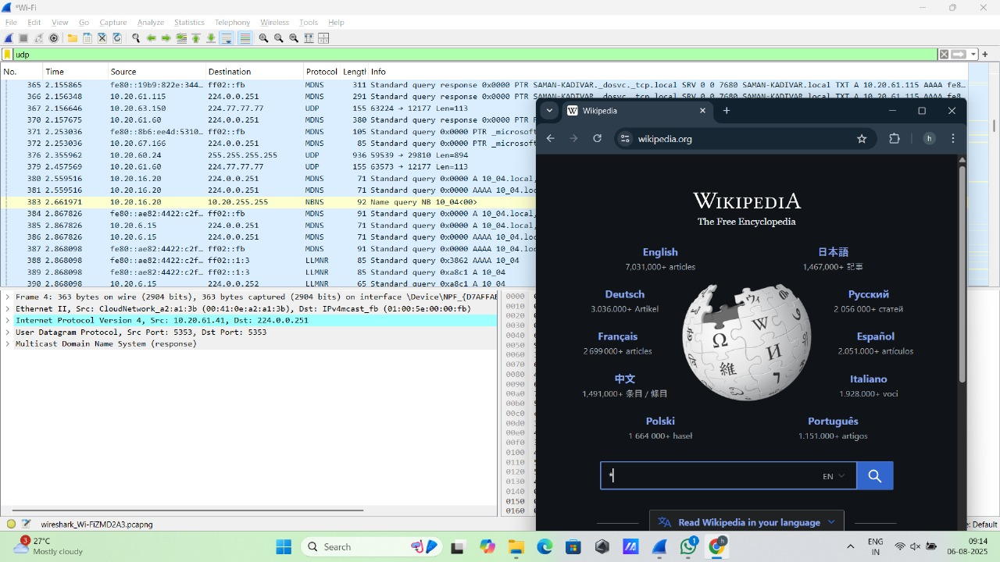 *Wi-Fi
File Edit View Go Capture Analyze Statistics Telephony Wireless Tools Help
udp
No. Time Source Destination Protocol Length Info
365 2.155865 fe80::19b9:822e:344… ff02::fb MDNS 311 Standard query response 0x0000 PTR SAMAN-KADIVAR._dosvc._tcp.local SRV 0 0 7680 SAMAN-KADIVAR.local TXT A 10.20.61.115 AAAA fe8…
366 2.156348 10.20.61.115 224.0.0.251 MDNS 291 Standard query response 0x0000 PTR SAMAN-KADIVAR._dosvc._tcp.local SRV 0 0 7680 SAMAN-KADIVAR.local TXT A 10.20.61.115 AAAA fe8…
367 2.156646 10.20.63.150 224.77.77.77 UDP 155 63224 → 12177 Len=113
370 2.157675 10.20.61.60 224.0.0.251 MDNS 380 Standard query response 0x0000 PTR
371 2.253036 fe80::8b6:ee4d:5310… ff02::fb MDNS 105 Standard query 0x0000 PTR _microsoft
372 2.253036 10.20.67.166 224.0.0.251 MDNS 85 Standard query 0x0000 PTR _microsoft
376 2.355962 10.20.60.24 255.255.255.255 UDP 936 59539 → 29810 Len=894
379 2.457569 10.20.61.60 224.77.77.77 UDP 155 63573 → 12177 Len=113
380 2.559516 10.20.16.20 224.0.0.251 MDNS 71 Standard query 0x0000 A 10_04.local,
381 2.559516 10.20.16.20 224.0.0.251 MDNS 71 Standard query 0x0000 AAAA 10_04.loc
383 2.661971 10.20.16.20 10.20.255.255 NBNS 92 Name query NB 10_04<00>
384 2.867826 fe80::ae82:4422:c2f… ff02::fb MDNS 91 Standard query 0x0000 A 10_04.local,
385 2.867826 10.20.6.15 224.0.0.251 MDNS 71 Standard query 0x0000 A 10_04.local,
386 2.867826 10.20.6.15 224.0.0.251 MDNS 71 Standard query 0x0000 AAAA 10_04.loc
387 2.868098 fe80::ae82:4422:c2f… ff02::fb MDNS 91 Standard query 0x0000 AAAA 10_04.loc
388 2.868098 fe80::ae82:4422:c2f… ff02::1:3 LLMNR 85 Standard query 0x3862 AAAA 10_04
389 2.868098 fe80::ae82:4422:c2f… ff02::1:3 LLMNR 85 Standard query 0xa8c1 A 10_04
390 2.868098 10.20.6.15 224.0.0.252 LLMNR 65 Standard query 0xa8c1 A 10_04
Frame 4: 363 bytes on wire (2904 bits), 363 bytes captured (2904 bits) on interface \Device\NPF_{D7AFFAE
Ethernet II, Src: CloudNetwork_a2:a1:3b (00:41:0e:a2:a1:3b), Dst: IPv4mcast_fb (01:00:5e:00:00:fb)
Internet Protocol Version 4, Src: 10.20.61.41, Dst: 224.0.0.251
User Datagram Protocol, Src Port: 5353, Dst Port: 5353
Multicast Domain Name System (response)
0000
0010
0020
0030
0040
0050
0060
0070
0080
0090
00a0
00b0
00c0
00d0
00e0
00f0
0100
0110
0120
0130
0140
0150
0160
wireshark_Wi-FiZMD2A3.pcapng
e: Default
Wikipedia
wikipedia.org
h
WIKIPEDIA
The Free Encyclopedia
English
7,031,000+ articles
日本語
1,467,000+ 記事
Deutsch
3.036.000+ Artikel
Русский
2 056 000+ статей
Français
2 699 000+ articles
Español
2.051.000+ artículos
中文
1,491,000+ 条目 / 條目
Italiano
1.928.000+ voci
Polski
1 664 000+ haseł
Português
1.151.000+ artigos
Ω W И 維 7
* EN
Read Wikipedia in your language
3
27°C
Mostly cloudy
Search
1
h
ENG
IN
09:14
06-08-2025